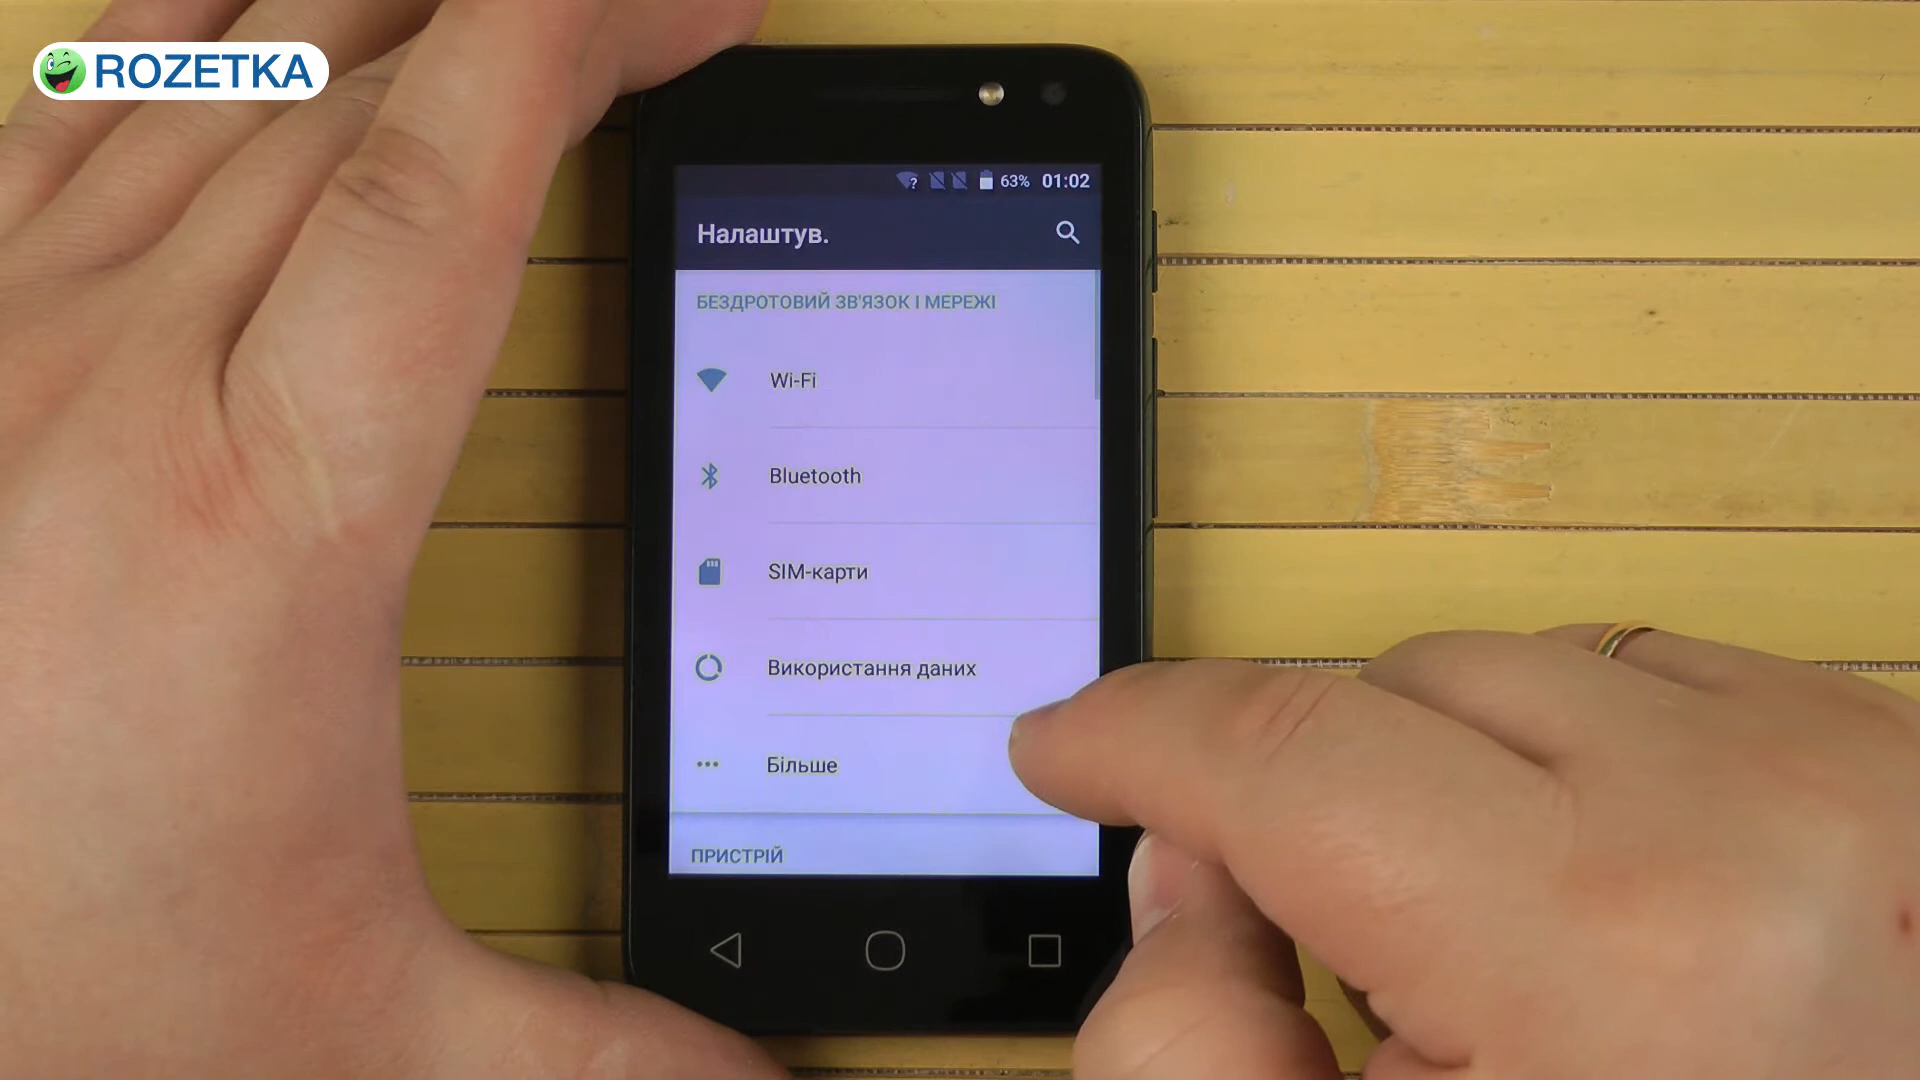 ROZETKA
63% 01:02
Налаштув.
БЕЗДРОТОВИЙ ЗВ'ЯЗОК І МЕРЕЖІ
Wi-Fi
Bluetooth
SIM-карти
Використання даних
Більше
ПРИСТРІЙ